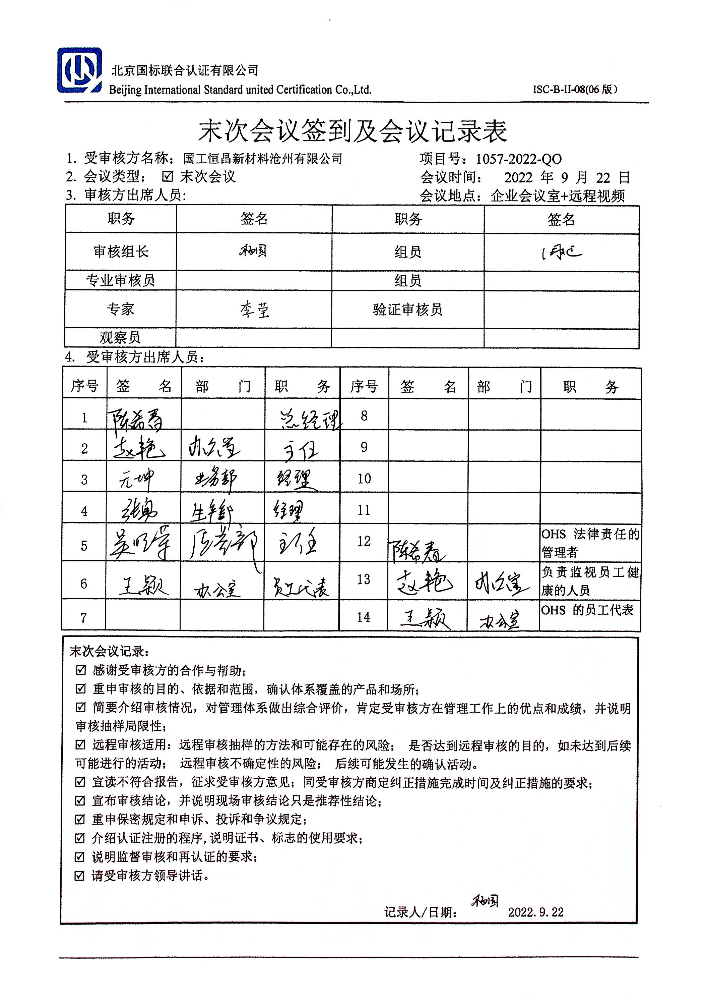 北京国标联合认证有限公司
Beijing International Standard united Certification Co.,Ltd.
ISC-B-II-08(06 版)
末次会议签到及会议记录表
1. 受审核方名称: 国工恒昌新材料沧州有限公司 项目号: 1057-2022-QO
2. 会议类型: ☑ 末次会议 会议时间: 2022 年 9 月 22 日
3. 审核方出席人员: 会议地点: 企业会议室+远程视频
职务 签名 职务 签名
审核组长 杨园 组员
专业审核员 组员
专家 李莹 验证审核员
观察员
4. 受审核方出席人员:
序号 签 名 部 门 职 务 序号 签 名 部 门 职 务
1 陈希春 总经理 8
2 赵艳 办公室 主任 9
3 元坤 业务部 经理 10
4 张勇 生产部 经理 11
5 主任 12 陈希春 OHS 法律责任的
管理者
6 王颖 办公室 员工代表 13 赵艳 办公室 负责监视员工健
康的人员
7 14 王颖 办公室 OHS 的员工代表
末次会议记录:
☑ 感谢受审核方的合作与帮助;
☑ 重申审核的目的、依据和范围, 确认体系覆盖的产品和场所;
☑ 简要介绍审核情况, 对管理体系做出综合评价, 肯定受审核方在管理工作上的优点和成绩, 并说明
审核抽样局限性;
☑ 远程审核适用: 远程审核抽样的方法和可能存在的风险; 是否达到远程审核的目的, 如未达到后续
可能进行的活动; 远程审核不确定性的风险; 后续可能发生的确认活动。
☑ 宣读不符合报告, 征求受审核方意见; 同受审核方商定纠正措施完成时间及纠正措施的要求;
☑ 宣布审核结论, 并说明现场审核结论只是推荐性结论;
☑ 重申保密规定和申诉、投诉和争议规定;
☑ 介绍认证注册的程序, 说明证书、标志的使用要求;
☑ 说明监督审核和再认证的要求;
☑ 请受审核方领导讲话。
记录人/日期: 杨园 2022.9.22